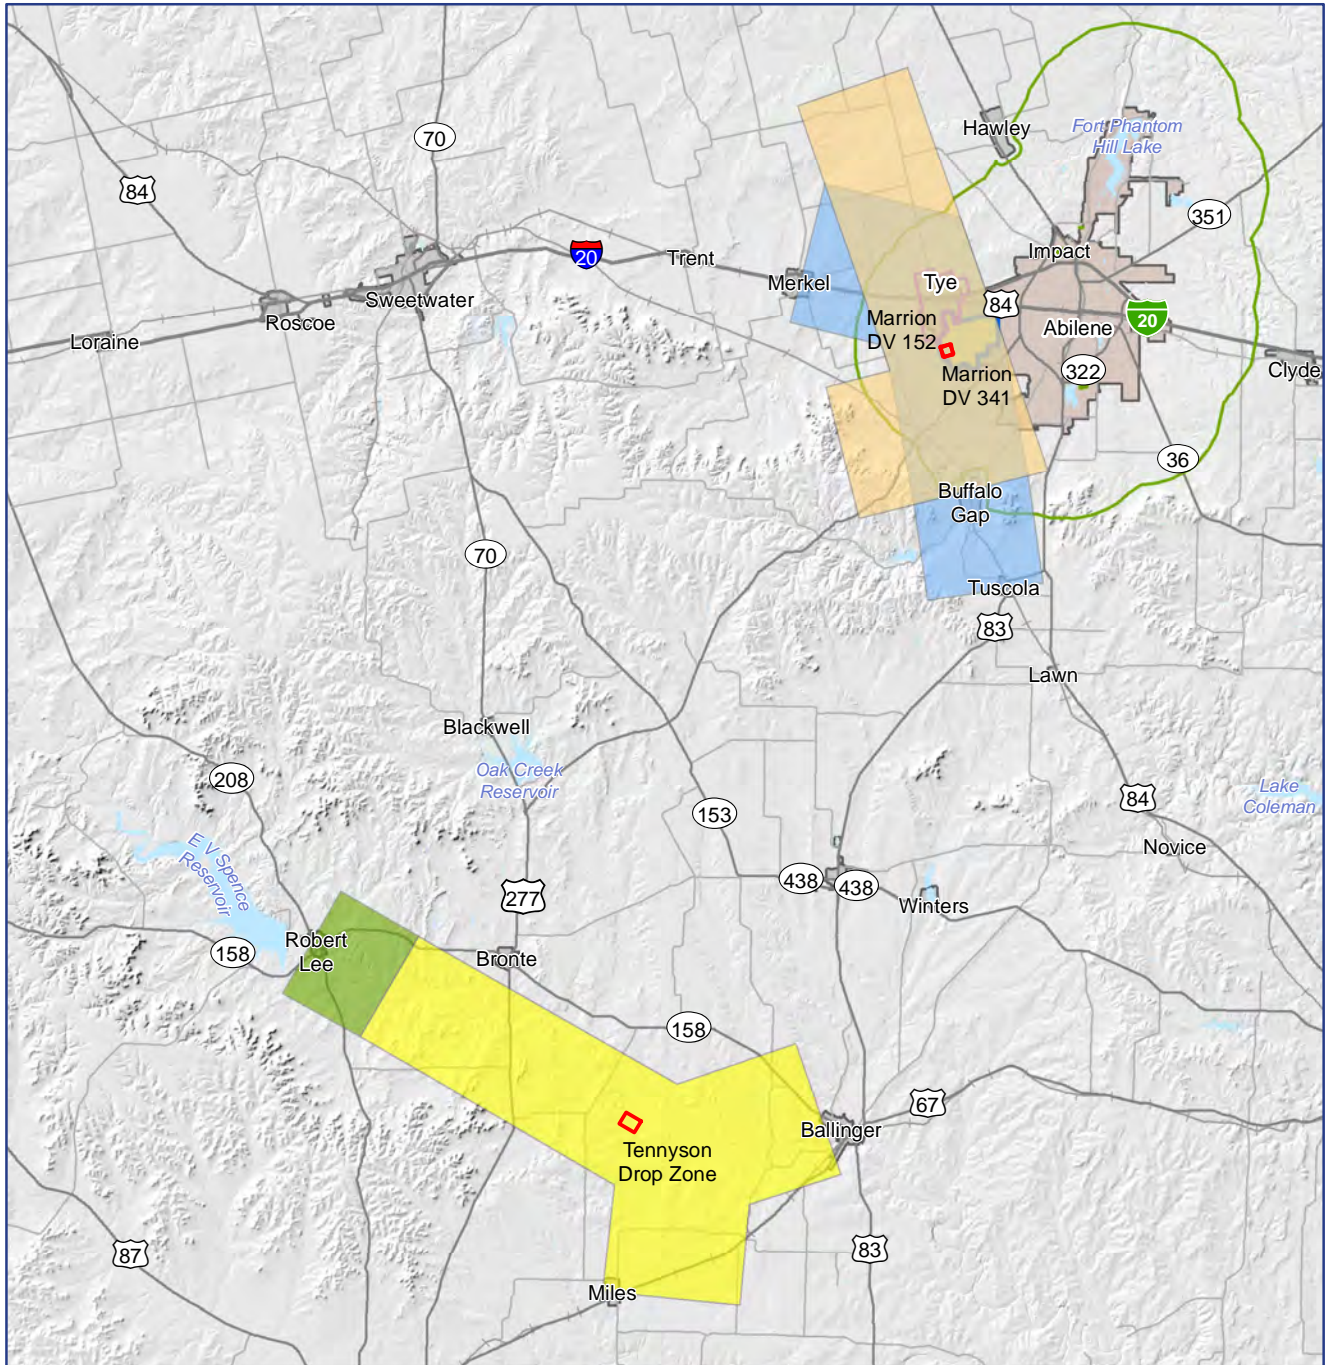 Hawley
Fort Phantom
Hill Lake
70
84
351
20
Trent
Impact
Merkel
Tye
84
Sweetwater
Roscoe
Marrion
DV 152
Abilene
20
Loraine
322
Clyde
Marrion
DV 341
36
Buffalo
Gap
70
Tuscola
83
Lawn
Blackwell
Oak Creek
Reservoir
208
Lake
Coleman
84
153
Novice
E V Spence
Reservoir
277
438
438
Winters
Robert
Lee
158
Bronte
158
67
Ballinger
Tennyson
Drop Zone
87
83
Miles